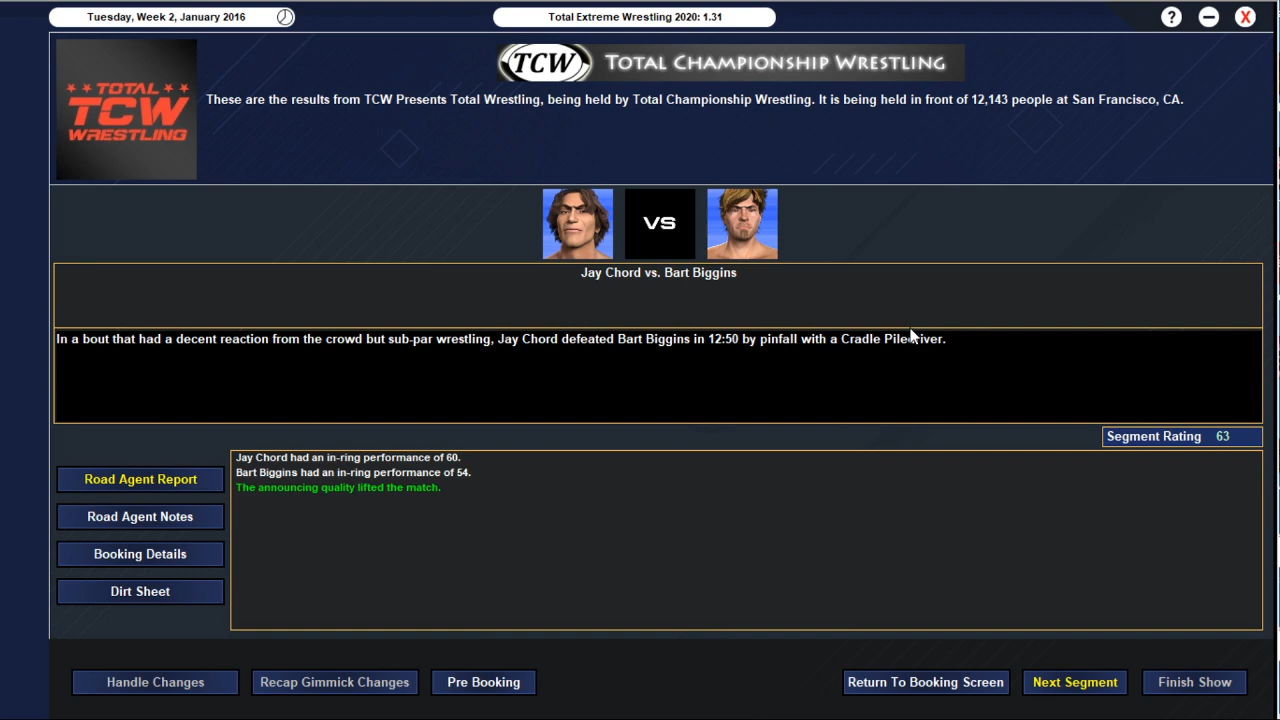 Tuesday, Week 2, January 2016
Total Extreme Wrestling 2020: 1.31
?
X
TCW TOTAL CHAMPIONSHIP WRESTLING
TOTAL
TCW
WRESTLING
These are the results from TCW Presents Total Wrestling, being held by Total Championship Wrestling. It is being held in front of 12,143 people at San Francisco, CA.
VS
Jay Chord vs. Bart Biggins
In a bout that had a decent reaction from the crowd but sub-par wrestling, Jay Chord defeated Bart Biggins in 12:50 by pinfall with a Cradle Piledriver.
Segment Rating 63
Jay Chord had an in-ring performance of 60.
Bart Biggins had an in-ring performance of 54.
The announcing quality lifted the match.
Road Agent Report
Road Agent Notes
Booking Details
Dirt Sheet
Handle Changes
Recap Gimmick Changes
Pre Booking
Return To Booking Screen
Next Segment
Finish Show